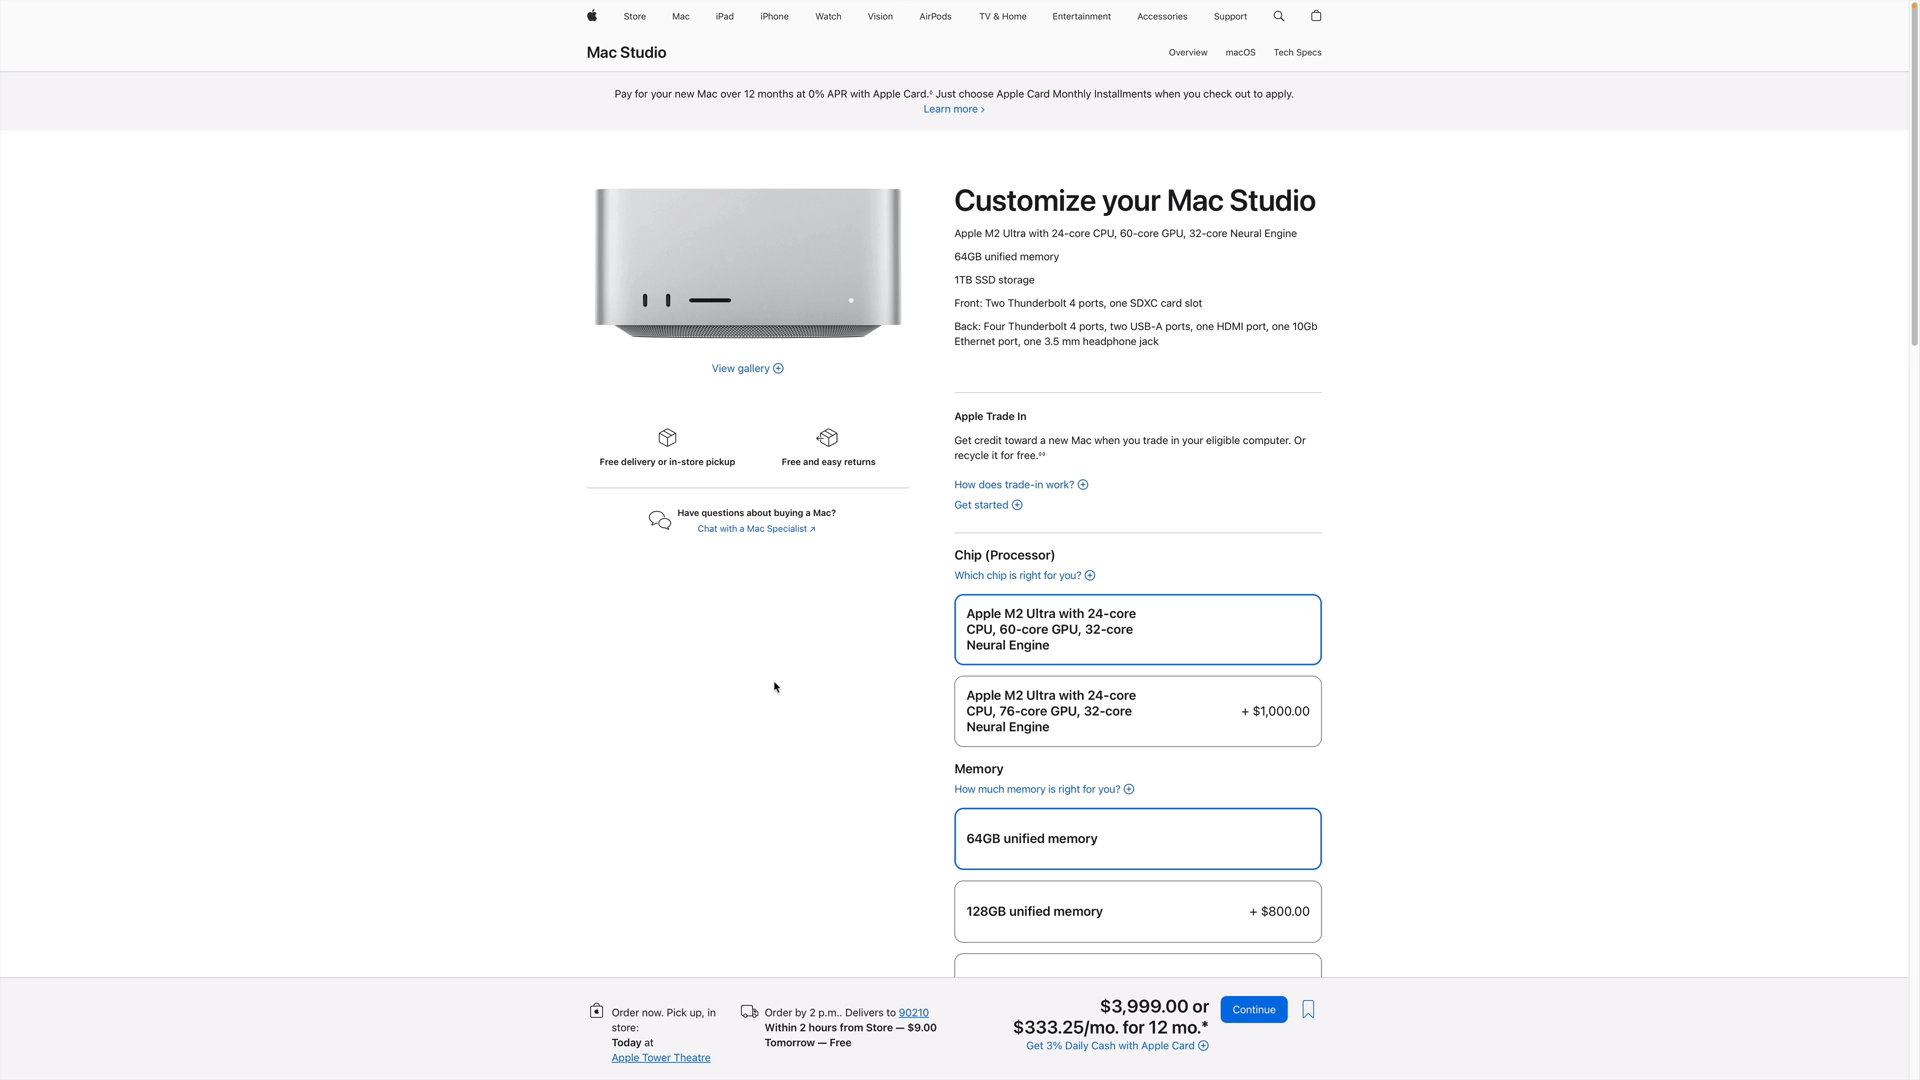 Store
Mac
iPad
iPhone
Watch
Vision
AirPods
TV & Home
Entertainment
Accessories
Support
Mac Studio
Overview
macOS
Tech Specs
Pay for your new Mac over 12 months at 0% APR with Apple Card.◊ Just choose Apple Card Monthly Installments when you check out to apply.
Learn more ›
View gallery
Free delivery or in-store pickup
Free and easy returns
Have questions about buying a Mac?
Chat with a Mac Specialist ↗
Customize your Mac Studio
Apple M2 Ultra with 24-core CPU, 60-core GPU, 32-core Neural Engine
64GB unified memory
1TB SSD storage
Front: Two Thunderbolt 4 ports, one SDXC card slot
Back: Four Thunderbolt 4 ports, two USB-A ports, one HDMI port, one 10Gb
Ethernet port, one 3.5 mm headphone jack
Apple Trade In
Get credit toward a new Mac when you trade in your eligible computer. Or
recycle it for free.◊◊
How does trade-in work?
Get started
Chip (Processor)
Which chip is right for you?
Apple M2 Ultra with 24-core
CPU, 60-core GPU, 32-core
Neural Engine
Apple M2 Ultra with 24-core
CPU, 76-core GPU, 32-core
Neural Engine
+ $1,000.00
Memory
How much memory is right for you?
64GB unified memory
128GB unified memory
+ $800.00
Order now. Pick up, in
store:
Today at
Apple Tower Theatre
Order by 2 p.m.. Delivers to 90210
Within 2 hours from Store — $9.00
Tomorrow — Free
$3,999.00 or
$333.25/mo. for 12 mo.*
Get 3% Daily Cash with Apple Card
Continue